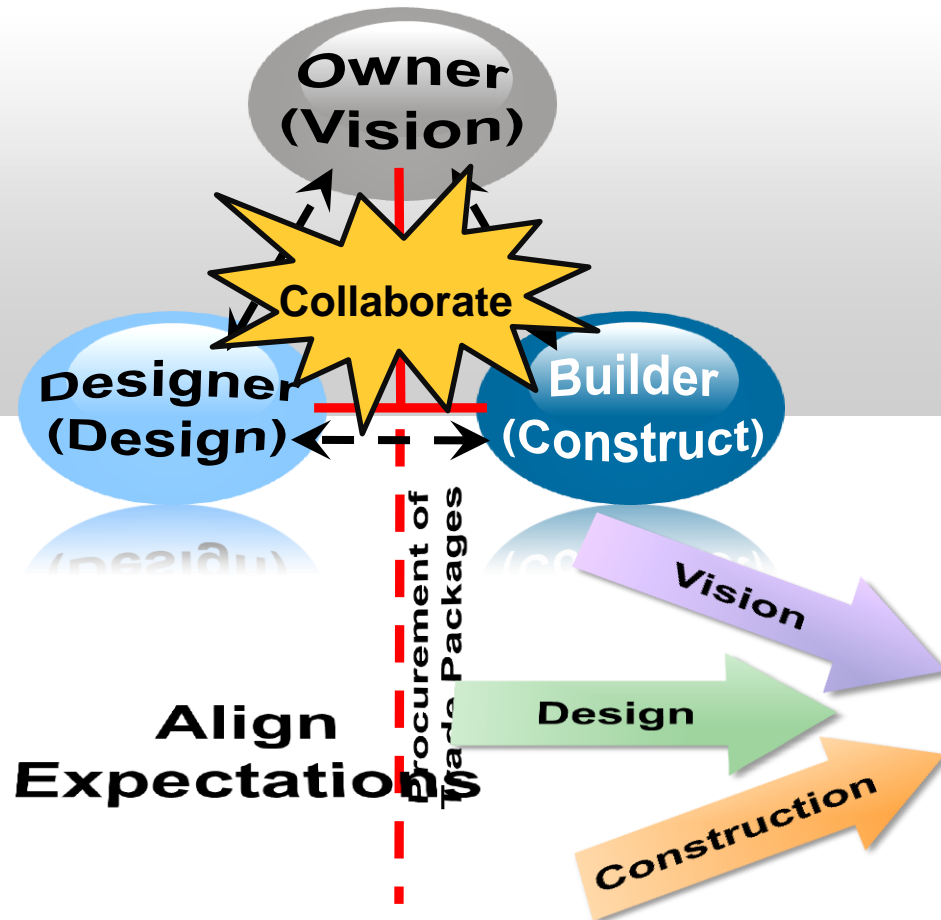 Owner
(Vision)
Collaborate
Designer
(Design)
Builder
(Construct)
Procurement of
Trade Packages
Vision
Design
Align
Expectations
Construction